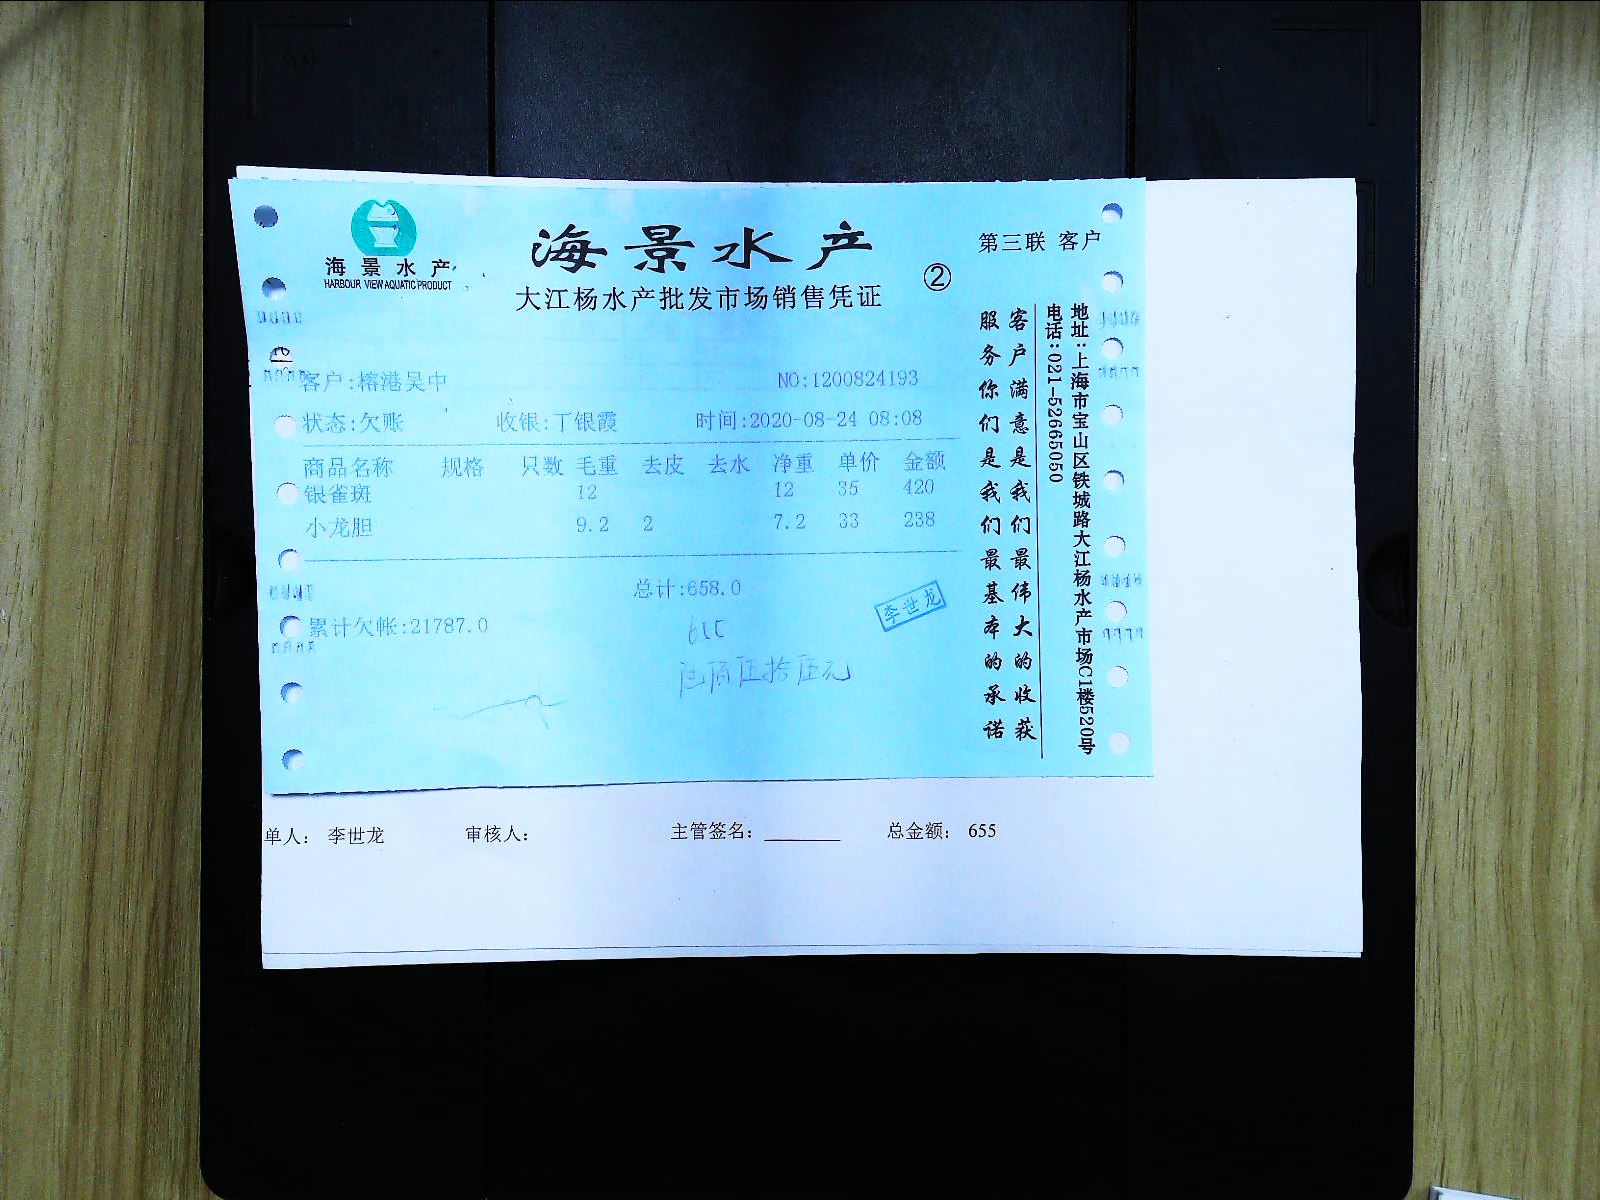 海景水产
HARBOUR VIEW AQUATIC PRODUCT
海景水产
大江杨水产批发市场销售凭证
②
第三联 客户
客户:榕港吴中 NO:1200824193
状态:欠账 收银:丁银霞 时间:2020-08-24 08:08
商品名称 规格 只数 毛重 去皮 去水 净重 单价 金额
银雀斑 12 12 35 420
小龙胆 9.2 2 7.2 33 238
总计:658.0
累计欠帐:21787.0
655
陆佰伍拾伍元
李世龙
客户满意是我们最伟大的收获
服务你们是我们最基本的承诺
地址:上海市宝山区铁城路大江杨水产市场C1楼520号
电话:021-52665050
单人: 李世龙 审核人: 主管签名: 总金额: 655